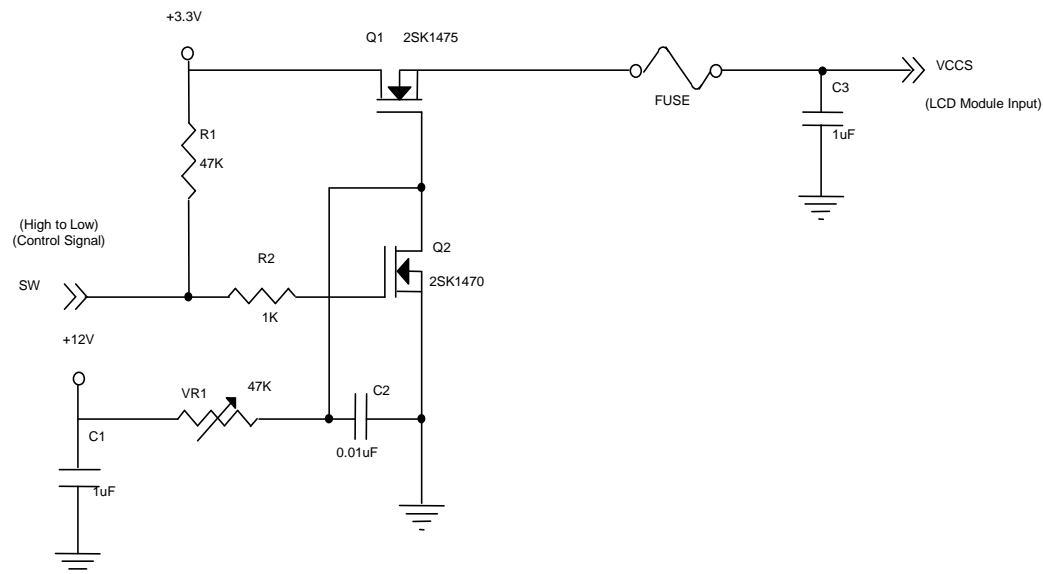 +3.3V
Q1 2SK1475
VCCS
FUSE
C3
(LCD Module Input)
R1
1uF
47K
(High to Low)
(Control Signal)
Q2
R2
2SK1470
SW
1K
+12V
VR1
47K
C2
C1
0.01uF
1uF